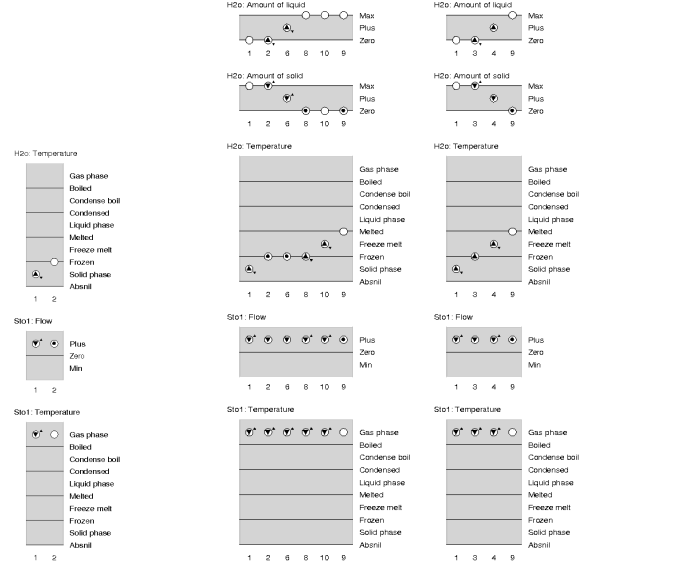 H2o: Amount of liquid
Max
Plus
Zero
1 2 6 8 10 9
H2o: Amount of solid
Max
Plus
Zero
1 2 6 8 10 9
H2o: Temperature
Gas phase
Boiled
Condense boil
Condensed
Liquid phase
Melted
Freeze melt
Frozen
Solid phase
Absnil
1 2 6 8 10 9
Sto1: Flow
Plus
Zero
Min
1 2 6 8 10 9
Sto1: Temperature
Gas phase
Boiled
Condense boil
Condensed
Liquid phase
Melted
Freeze melt
Frozen
Solid phase
Absnil
1 2 6 8 10 9
H2o: Amount of liquid
Max
Plus
Zero
1 3 4 9
H2o: Amount of solid
Max
Plus
Zero
1 3 4 9
H2o: Temperature
Gas phase
Boiled
Condense boil
Condensed
Liquid phase
Melted
Freeze melt
Frozen
Solid phase
Absnil
1 3 4 9
Sto1: Flow
Plus
Zero
Min
1 3 4 9
Sto1: Temperature
Gas phase
Boiled
Condense boil
Condensed
Liquid phase
Melted
Freeze melt
Frozen
Solid phase
Absnil
1 3 4 9
H2o: Temperature
Gas phase
Boiled
Condense boil
Condensed
Liquid phase
Melted
Freeze melt
Frozen
Solid phase
Absnil
1 2
Sto1: Flow
Plus
Zero
Min
1 2
Sto1: Temperature
Gas phase
Boiled
Condense boil
Condensed
Liquid phase
Melted
Freeze melt
Frozen
Solid phase
Absnil
1 2